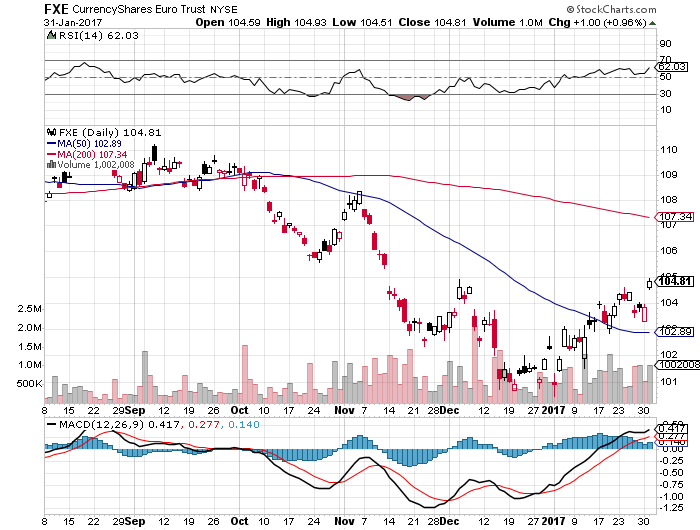 FXE CurrencyShares Euro Trust NYSE © StockCharts.com
31-Jan-2017 Open 104.59 High 104.93 Low 104.51 Close 104.81 Volume 1.0M Chg +1.00 (+0.96%)
RSI(14) 62.03
90
70
62.03
50
30
10
FXE (Daily) 104.81
MA(50) 102.89
MA(200) 107.34
Volume 1,002,008
110
109
108
107.34
106
105
104.81
104
103
102.89
102
1002008
101
2.5M
2.0M
1.5M
1.0M
500K
8 15 22 29 Sep 12 19 26 Oct 10 17 24 Nov 7 14 21 28 Dec 12 19 27 2017 9 17 23 30
MACD(12,26,9) 0.417, 0.277, 0.140
0.50
0.417
0.277
0.140
0.00
-0.25
-0.50
-0.75
-1.00
-1.25
8 15 22 29 Sep 12 19 26 Oct 10 17 24 Nov 7 14 21 28 Dec 12 19 27 2017 9 17 23 30